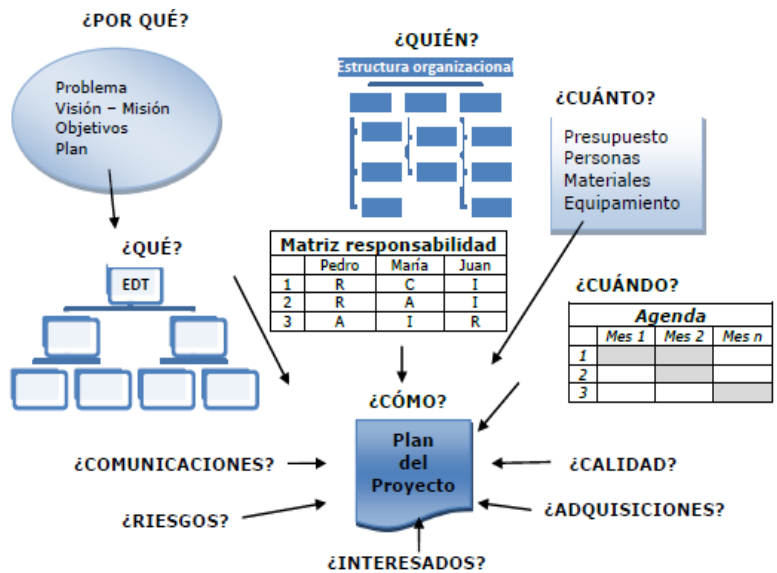 ¿POR QUÉ?
Problema
Visión – Misión
Objetivos
Plan
¿QUIÉN?
Estructura organizacional
¿CUÁNTO?
Presupuesto
Personas
Materiales
Equipamiento
¿QUÉ?
EDT
Matriz responsabilidad
Pedro María Juan
1 R C I
2 R A I
3 A I R
¿CUÁNDO?
Agenda
Mes 1 Mes 2 Mes n
1
2
3
¿CÓMO?
Plan
del
Proyecto
¿COMUNICACIONES?
¿CALIDAD?
¿RIESGOS?
¿ADQUISICIONES?
¿INTERESADOS?